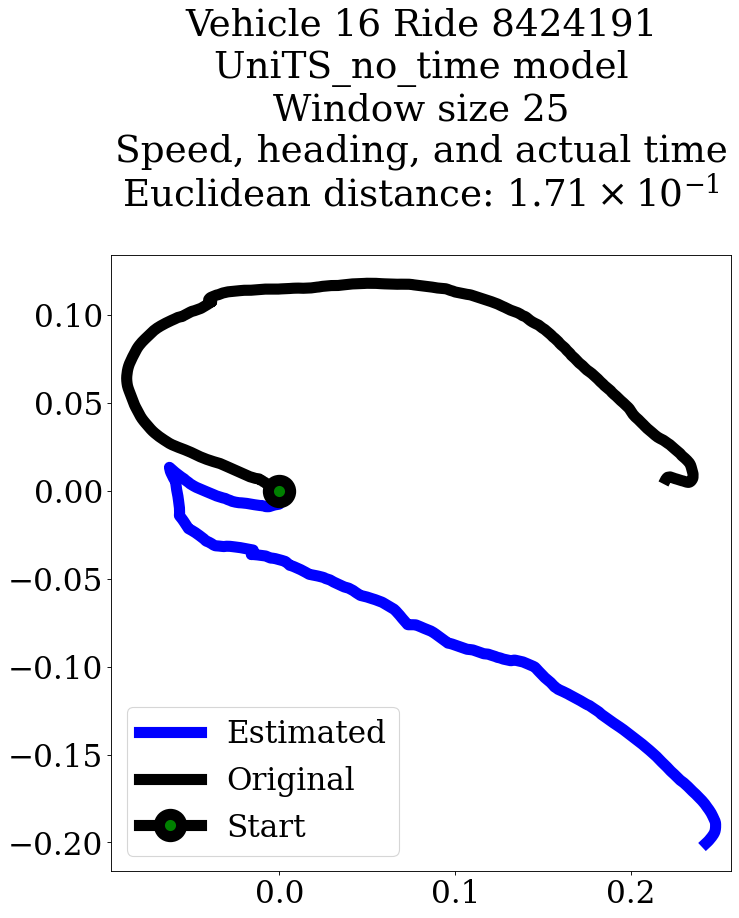 Vehicle 16 Ride 8424191
UniTS_no_time model
Window size 25
Speed, heading, and actual time
Euclidean distance: 1.71 × 10⁻¹
0.10
0.05
0.00
−0.05
−0.10
−0.15
−0.20
Estimated
Original
Start
0.0
0.1
0.2